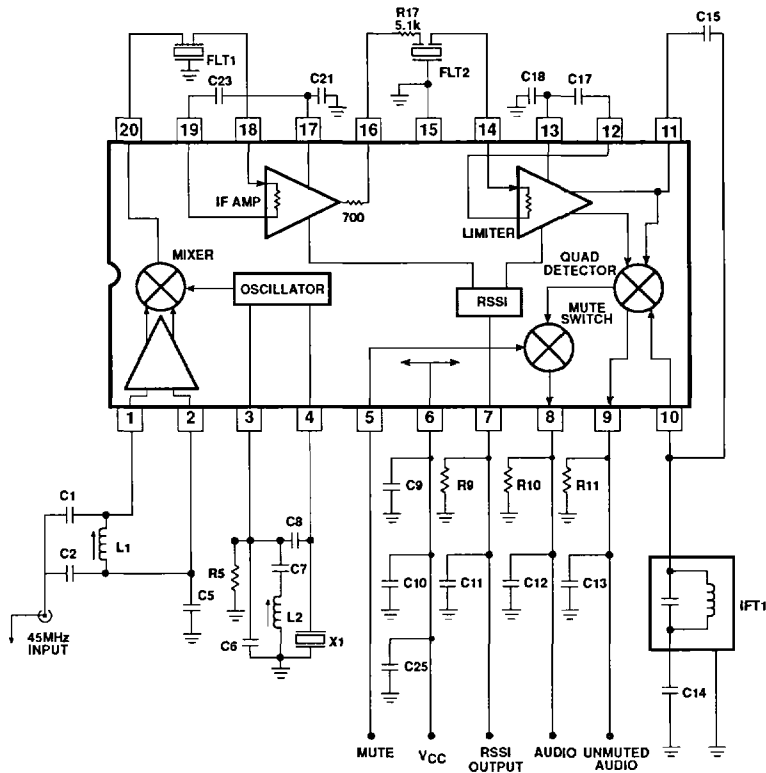 R17
5.1k
C15
FLT1
FLT2
C23
C21
C18
C17
20
19
18
17
16
15
14
13
12
11
IF AMP
700
LIMITER
MIXER
OSCILLATOR
RSSI
QUAD
DETECTOR
MUTE
SWITCH
1
2
3
4
5
6
7
8
9
10
C1
L1
C2
C5
45MHz
INPUT
R5
C6
C8
C7
L2
X1
C9
R9
R10
R11
C10
C11
C12
C13
C25
IFT1
C14
MUTE
VCC
RSSI
OUTPUT
AUDIO
UNMUTED
AUDIO